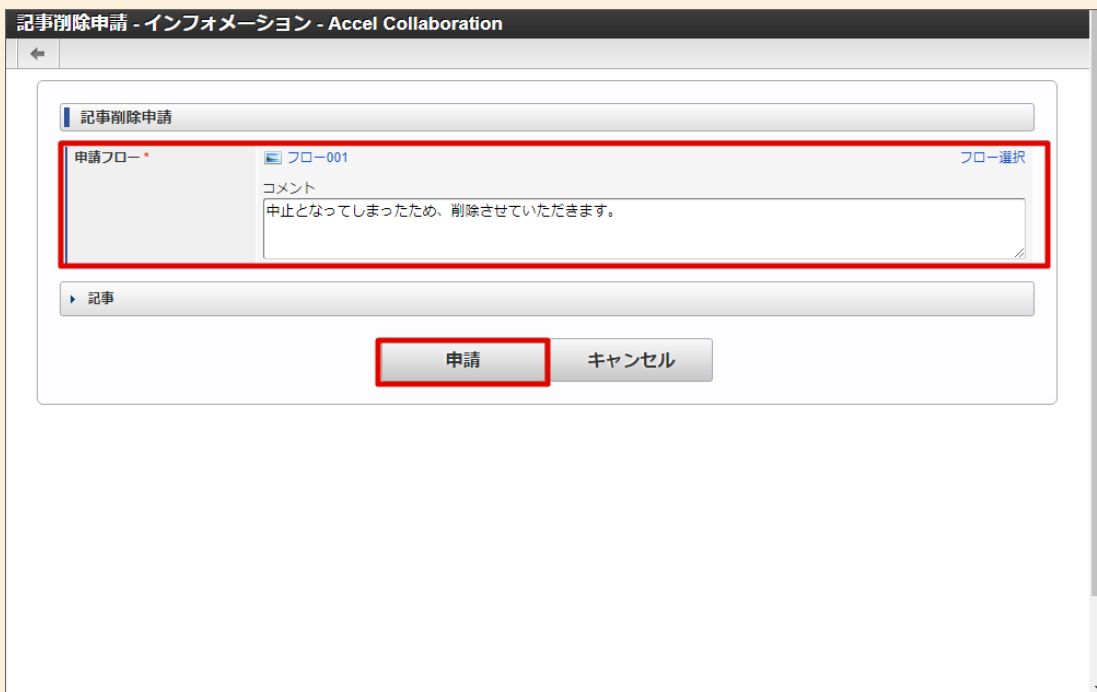 記事削除申請 - インフォメーション - Accel Collaboration
記事削除申請
申請フロー *
フロー001
フロー選択
コメント
中止となってしまったため、削除させていただきます。
記事
申請
キャンセル